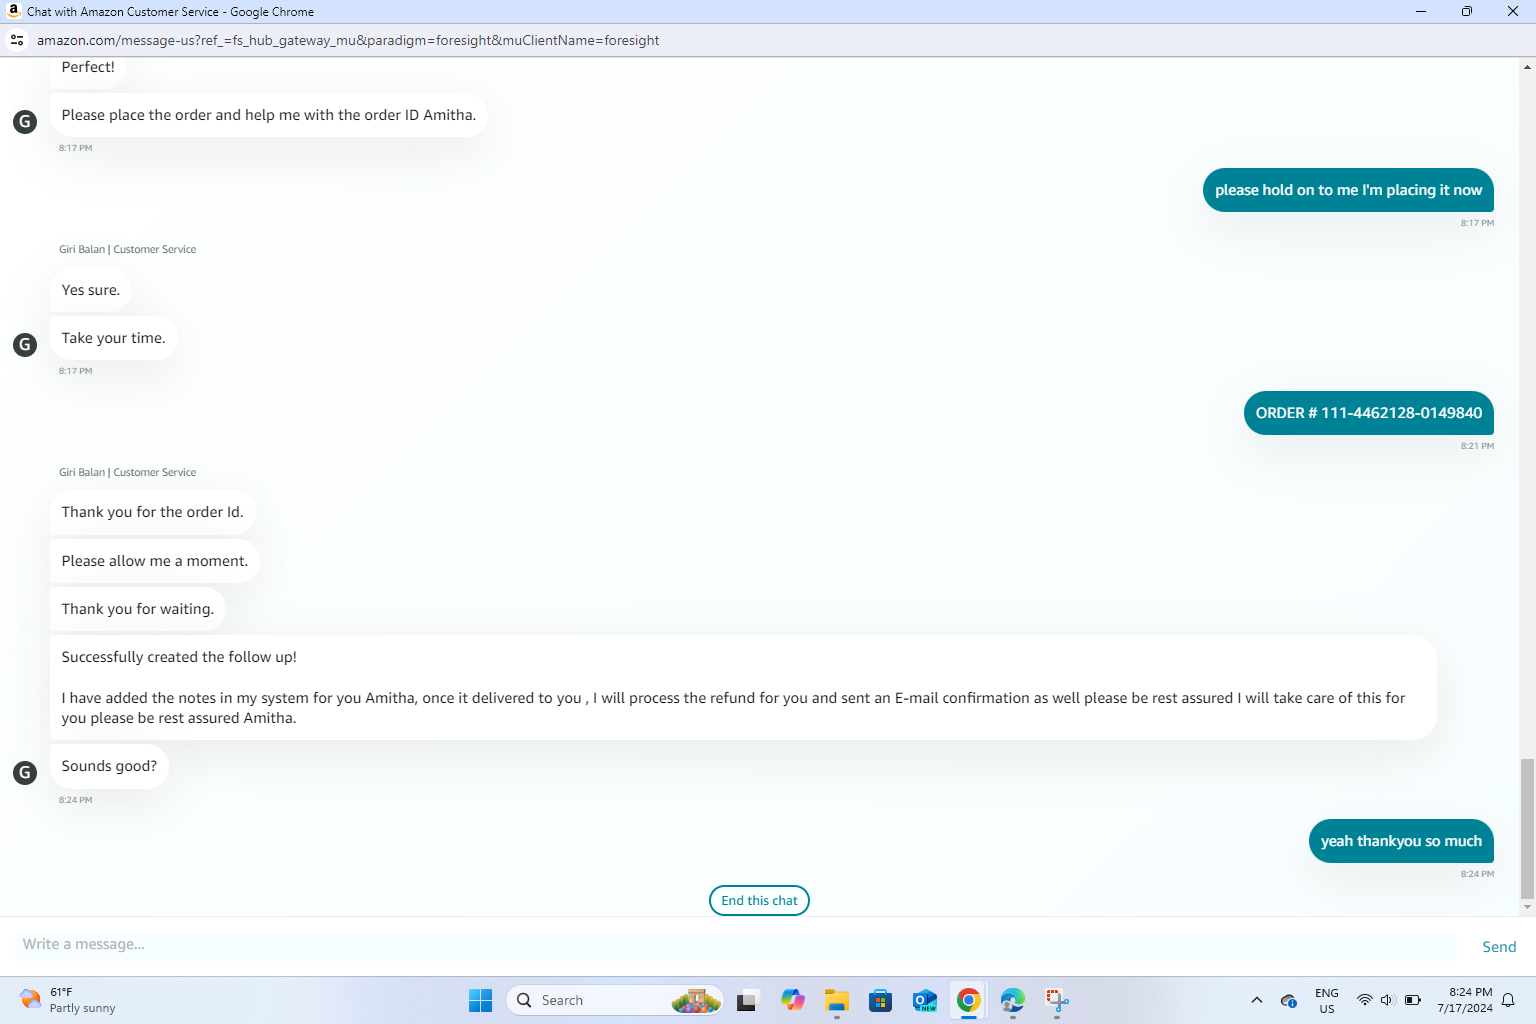 Chat with Amazon Customer Service - Google Chrome
amazon.com/message-us?ref_=fs_hub_gateway_mu&paradigm=foresight&muClientName=foresight
Perfect!
Please place the order and help me with the order ID Amitha.
G
8:17 PM
please hold on to me I'm placing it now
8:17 PM
Giri Balan | Customer Service
Yes sure.
Take your time.
G
8:17 PM
ORDER # 111-4462128-0149840
8:21 PM
Giri Balan | Customer Service
Thank you for the order Id.
Please allow me a moment.
Thank you for waiting.
Successfully created the follow up!
I have added the notes in my system for you Amitha, once it delivered to you , I will process the refund for you and sent an E-mail confirmation as well please be rest assured I will take care of this for
you please be rest assured Amitha.
Sounds good?
G
8:24 PM
yeah thankyou so much
8:24 PM
End this chat
Write a message...
Send
61°F
Partly sunny
Search
NEW
ENG
US
8:24 PM
7/17/2024